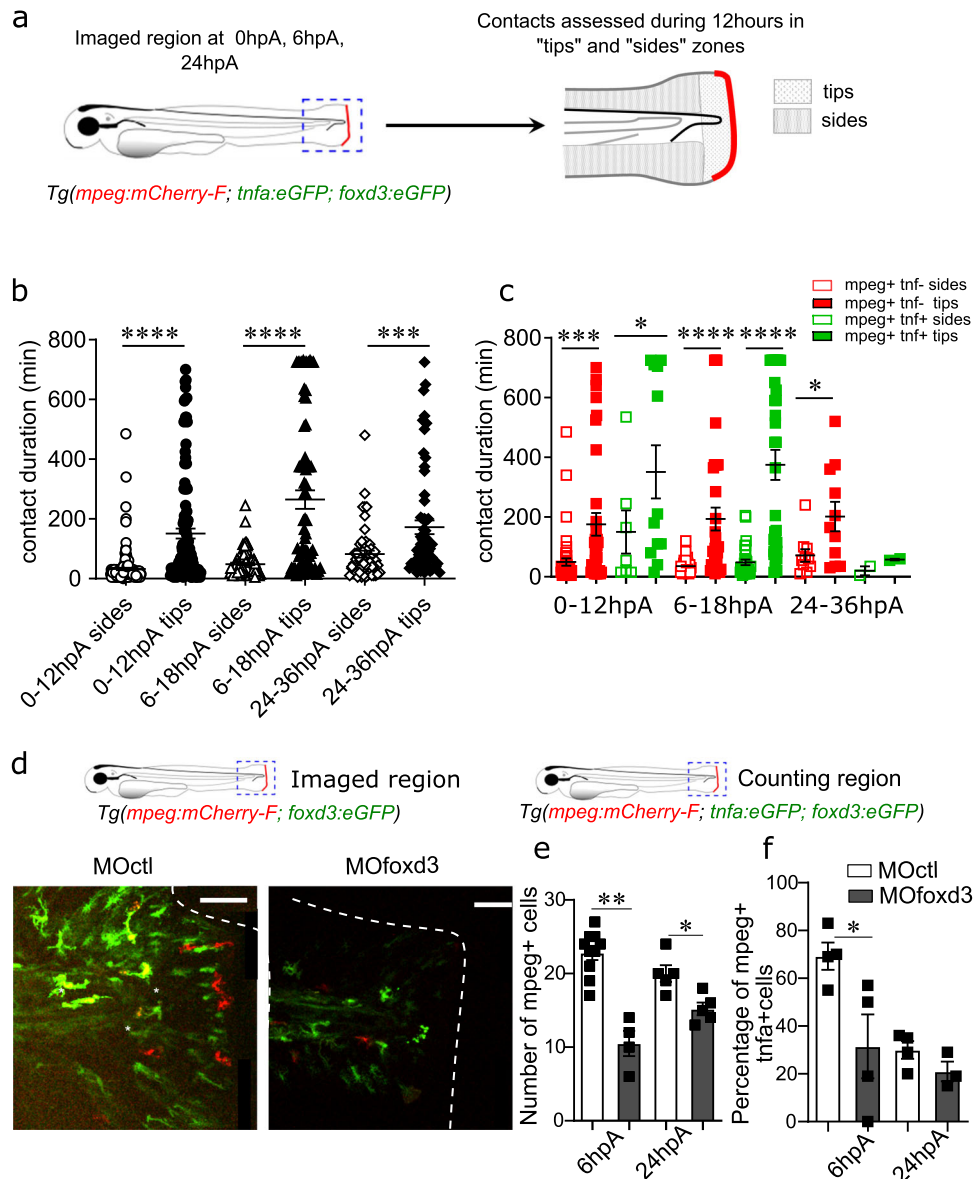 a
Imaged region at 0hpA, 6hpA,
24hpA
Contacts assessed during 12hours in
"tips" and "sides" zones
tips
sides
Tg(mpeg:mCherry-F; tnfa:eGFP; foxd3:eGFP)
b
contact duration (min)
800
600
400
200
0
****
****
***
0-12hpA sides
0-12hpA tips
6-18hpA sides
6-18hpA tips
24-36hpA sides
24-36hpA tips
c
mpeg+ tnf- sides
mpeg+ tnf- tips
mpeg+ tnf+ sides
mpeg+ tnf+ tips
contact duration (min)
800
600
400
200
0
***
*
****
****
*
0-12hpA
6-18hpA
24-36hpA
d
Imaged region
Tg(mpeg:mCherry-F; foxd3:eGFP)
Counting region
Tg(mpeg:mCherry-F; tnfa:eGFP; foxd3:eGFP)
MOctl
MOfoxd3
*
*
*
e
Number of mpeg+ cells
30
20
10
0
**
*
6hpA
24hpA
f
MOctl
MOfoxd3
Percentage of mpeg+
tnfa+cells
100
80
60
40
20
0
*
6hpA
24hpA